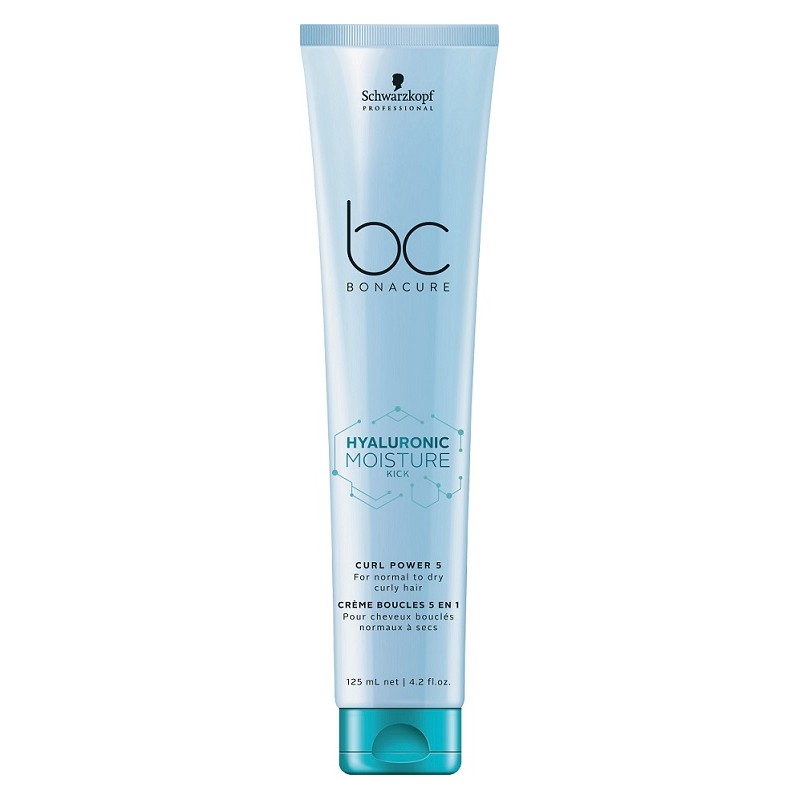 Schwarzkopf
PROFESSIONAL
bc
BONACURE
HYALURONIC
MOISTURE
KICK
CURL POWER 5
For normal to dry
curly hair
CRÈME BOUCLES 5 EN 1
Pour cheveux bouclés
normaux à secs
125 mL net | 4.2 fl.oz.